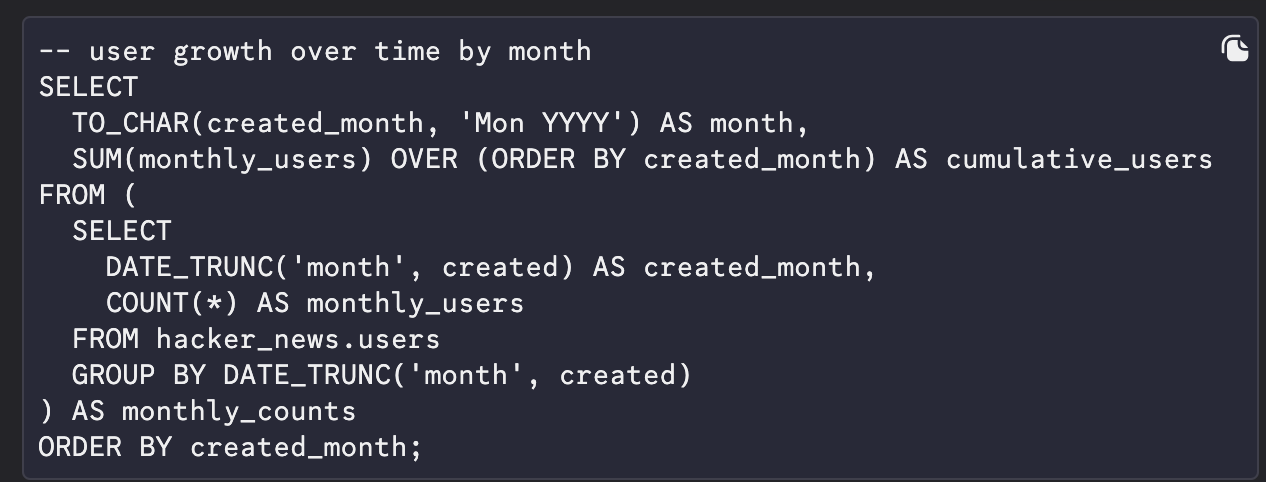 -- user growth over time by month
SELECT
  TO_CHAR(created_month, 'Mon YYYY') AS month,
  SUM(monthly_users) OVER (ORDER BY created_month) AS cumulative_users
FROM (
  SELECT
    DATE_TRUNC('month', created) AS created_month,
    COUNT(*) AS monthly_users
  FROM hacker_news.users
  GROUP BY DATE_TRUNC('month', created)
) AS monthly_counts
ORDER BY created_month;